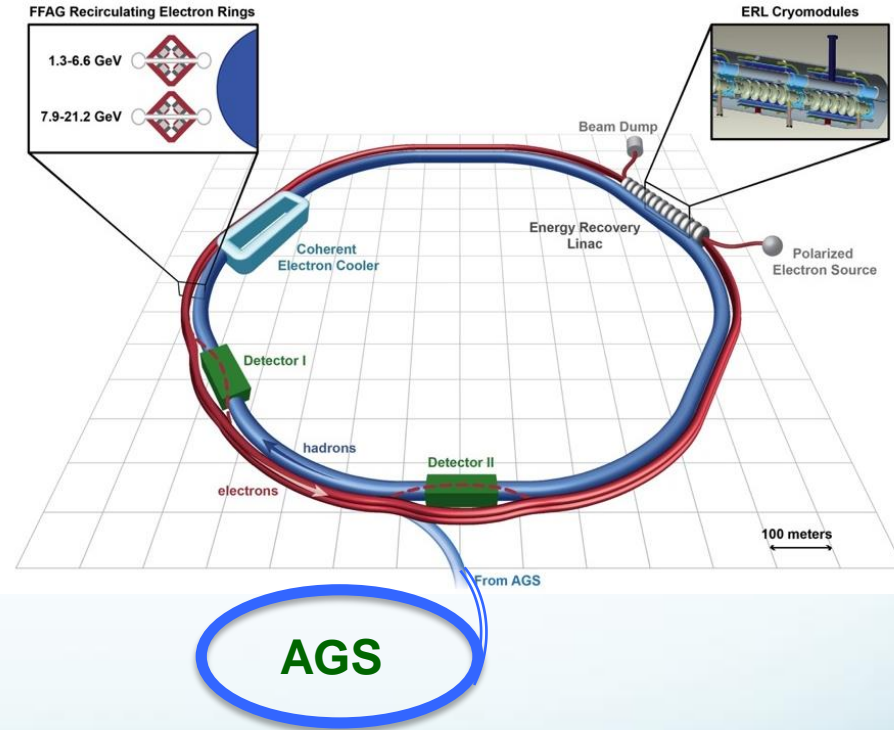 FFAG Recirculating Electron Rings
1.3-6.6 GeV
7.9-21.2 GeV
ERL Cryomodules
Beam Dump
Energy Recovery
Linac
Polarized
Electron Source
Coherent
Electron Cooler
Detector I
hadrons
Detector II
electrons
100 meters
From AGS
AGS